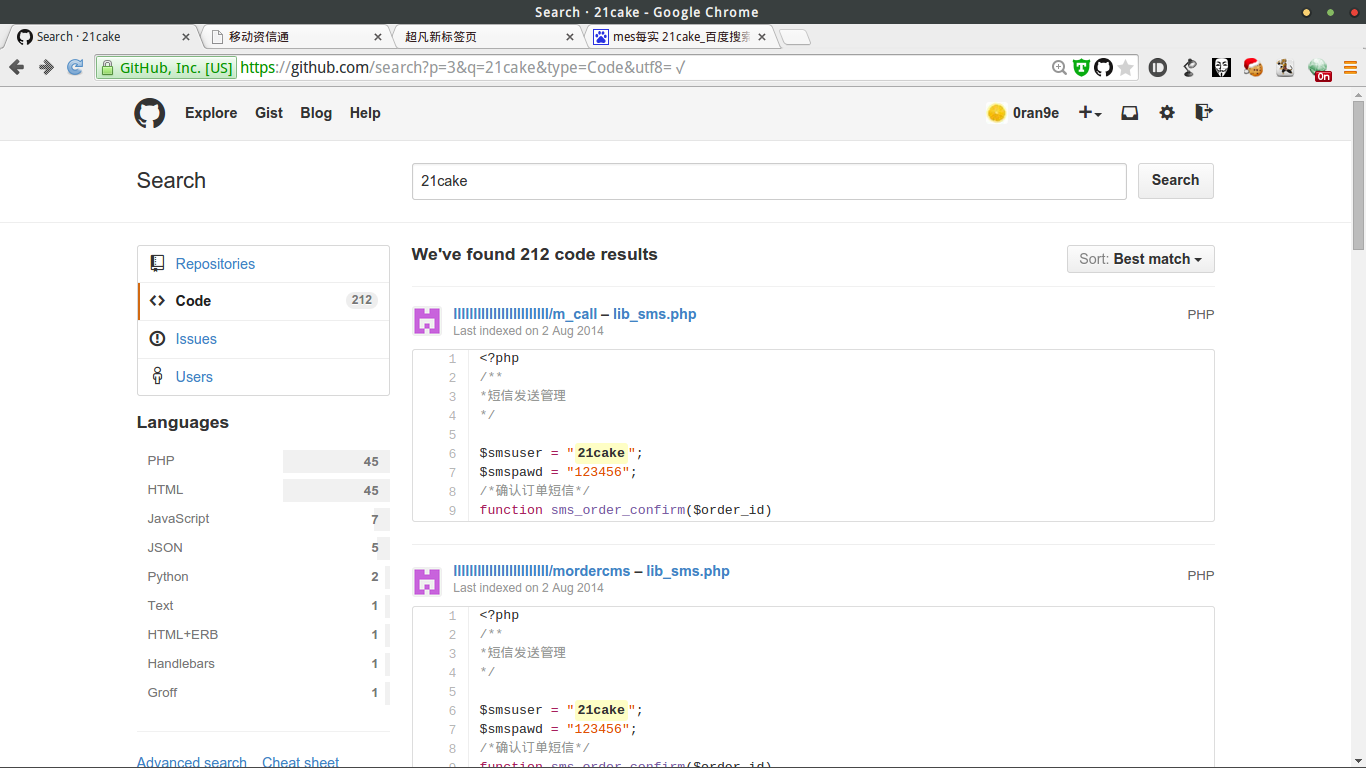 Search · 21cake - Google Chrome
Search · 21cake
移动资信通
超凡新标签页
mes每实 21cake_百度搜索
GitHub, Inc. [US] https://github.com/search?p=3&q=21cake&type=Code&utf8=✓
0n
Explore Gist Blog Help
0ran9e
Search
21cake
Search
Repositories
Code 212
Issues
Users
Languages
PHP 45
HTML 45
JavaScript 7
JSON 5
Python 2
Text 1
HTML+ERB 1
Handlebars 1
Groff 1
Advanced search Cheat sheet
We've found 212 code results
Sort: Best match
/m_call – lib_sms.php
PHP
Last indexed on 2 Aug 2014
1 <?php
2 /**
3 *短信发送管理
4 */
5
6 $smsuser = "21cake";
7 $smspawd = "123456";
8 /*确认订单短信*/
9 function sms_order_confirm($order_id)
/mordercms – lib_sms.php
PHP
Last indexed on 2 Aug 2014
1 <?php
2 /**
3 *短信发送管理
4 */
5
6 $smsuser = "21cake";
7 $smspawd = "123456";
8 /*确认订单短信*/
9 function sms_order_confirm($order_id)